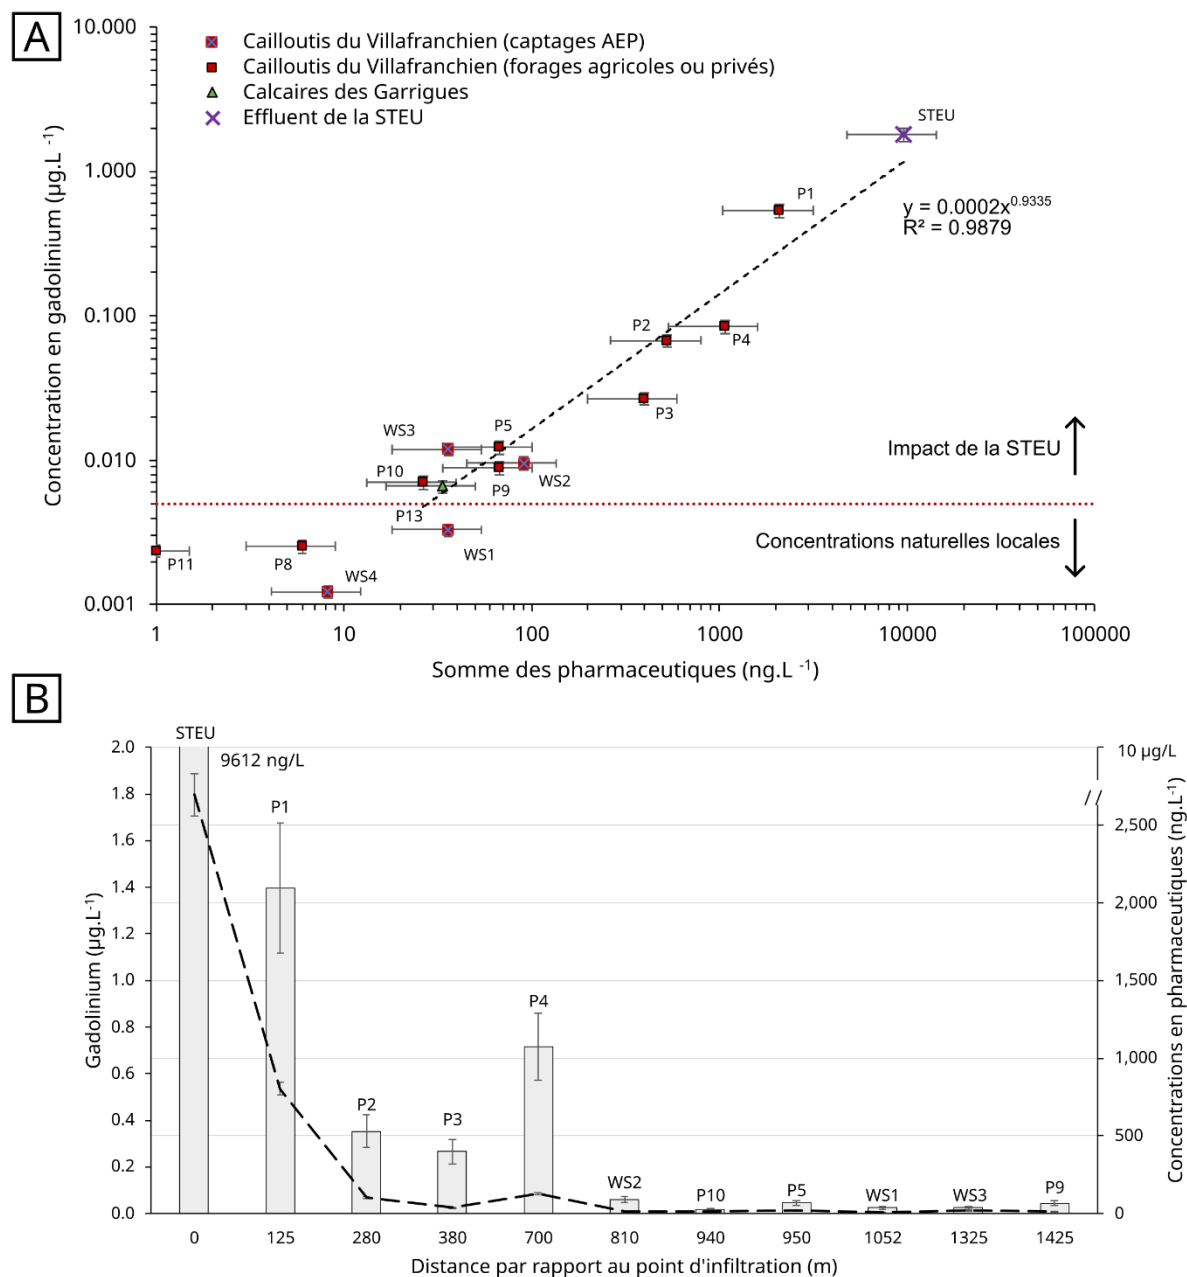 A
10.000
1.000
0.100
0.010
0.001
Concentration en gadolinium (µg.L -1)
Cailloutis du Villafranchien (captages AEP)
Cailloutis du Villafranchien (forages agricoles ou privés)
Calcaires des Garrigues
Effluent de la STEU
STEU
P1
y = 0.0002x0.9335
R² = 0.9879
P2
P4
P3
WS3
P5
P10
P9
WS2
P13
WS1
P11
P8
WS4
Impact de la STEU
Concentrations naturelles locales
1
10
100
1000
10000
100000
Somme des pharmaceutiques (ng.L -1)
B
STEU
9612 ng/L
2.0
1.8
1.6
1.4
1.2
1.0
0.8
0.6
0.4
0.2
0.0
Gadolinium (µg.L-1)
P1
P2
P3
P4
WS2
P10
P5
WS1
WS3
P9
10 µg/L
2,500
2,000
1,500
1,000
500
0
Concentrations en pharmaceutiques (ng.L-1)
0
125
280
380
700
810
940
950
1052
1325
1425
Distance par rapport au point d'infiltration (m)